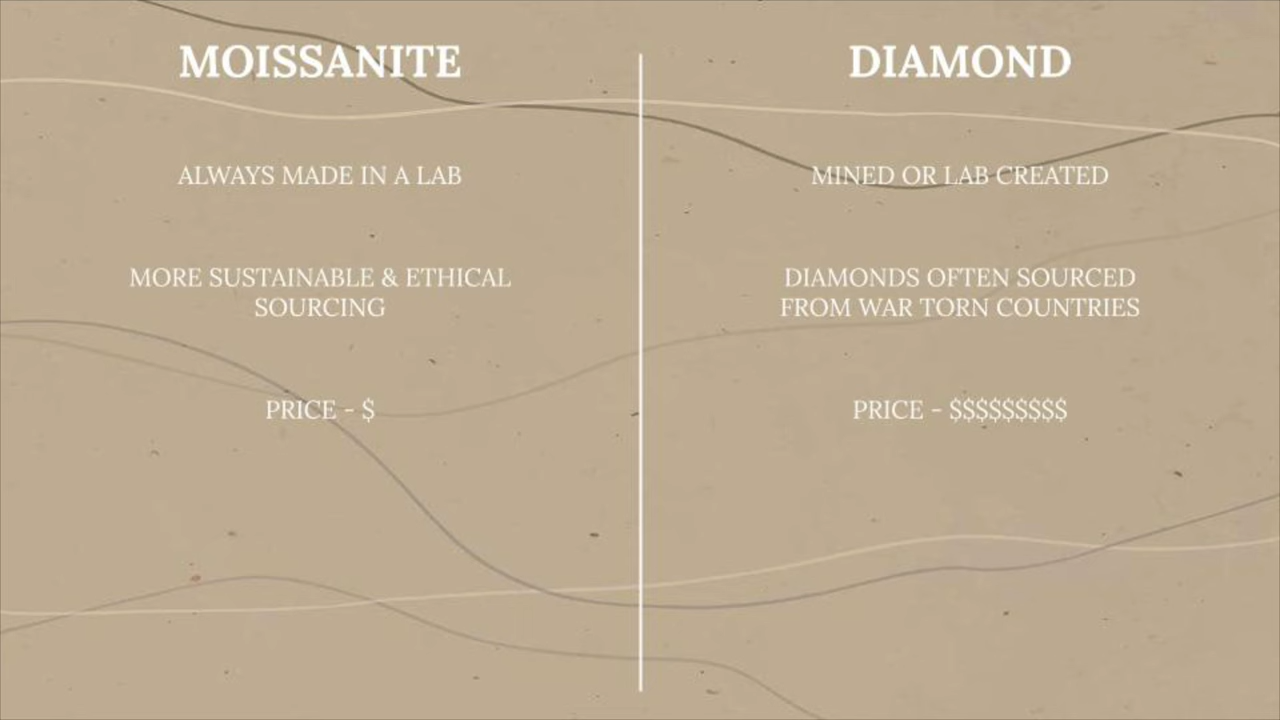 MOISSANITE
ALWAYS MADE IN A LAB
MORE SUSTAINABLE & ETHICAL
SOURCING
PRICE - $
DIAMOND
MINED OR LAB CREATED
DIAMONDS OFTEN SOURCED
FROM WAR TORN COUNTRIES
PRICE - $$$$$$$$$